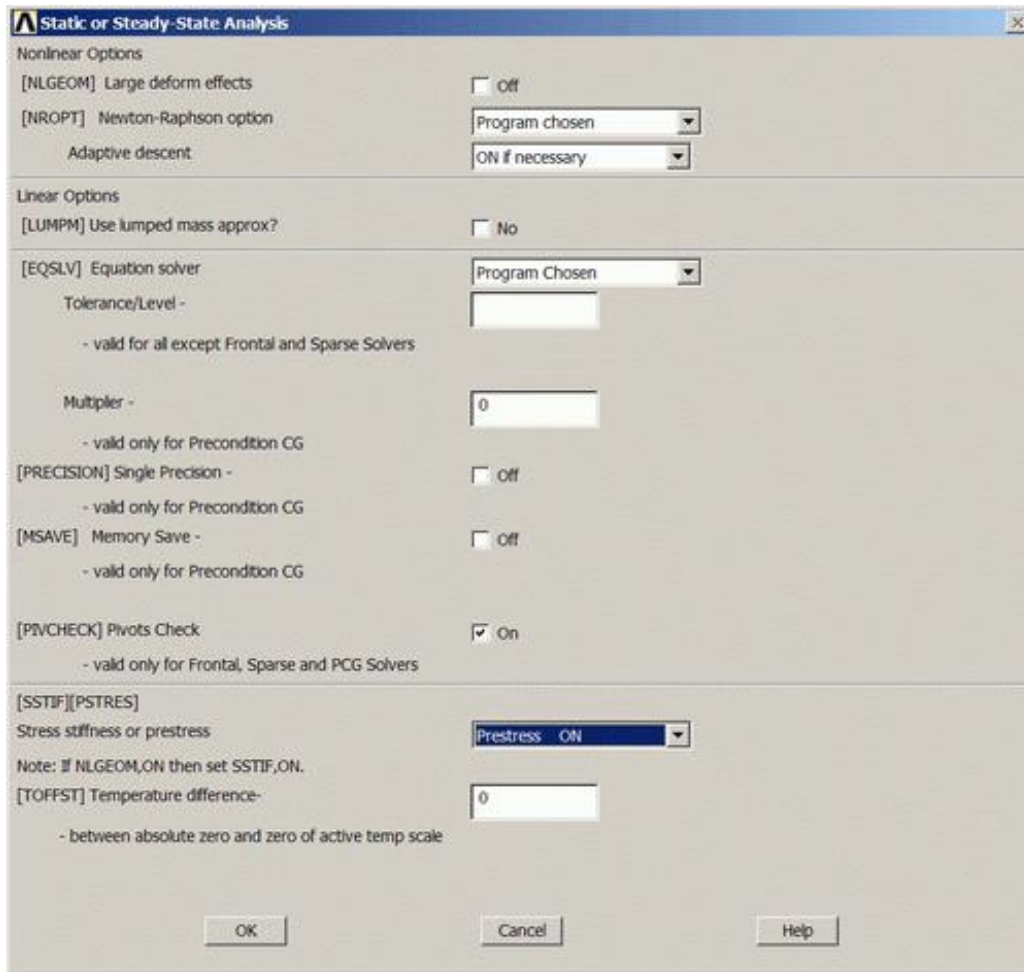 Static or Steady-State Analysis
Nonlinear Options
[NLGEOM] Large deform effects Off
[NROPT] Newton-Raphson option Program chosen
Adaptive descent ON if necessary
Linear Options
[LUMPM] Use lumped mass approx? No
[EQSLV] Equation solver Program Chosen
Tolerance/Level -
- valid for all except Frontal and Sparse Solvers
Multiplier - 0
- valid only for Precondition CG
[PRECISION] Single Precision - Off
- valid only for Precondition CG
[MSAVE] Memory Save - Off
- valid only for Precondition CG
[PIVCHECK] Pivots Check On
- valid only for Frontal, Sparse and PCG Solvers
[SSTIF][PSTRES]
Stress stiffness or prestress Prestress ON
Note: If NLGEOM,ON then set SSTIF,ON.
[TOFFST] Temperature difference- 0
- between absolute zero and zero of active temp scale
OK Cancel Help